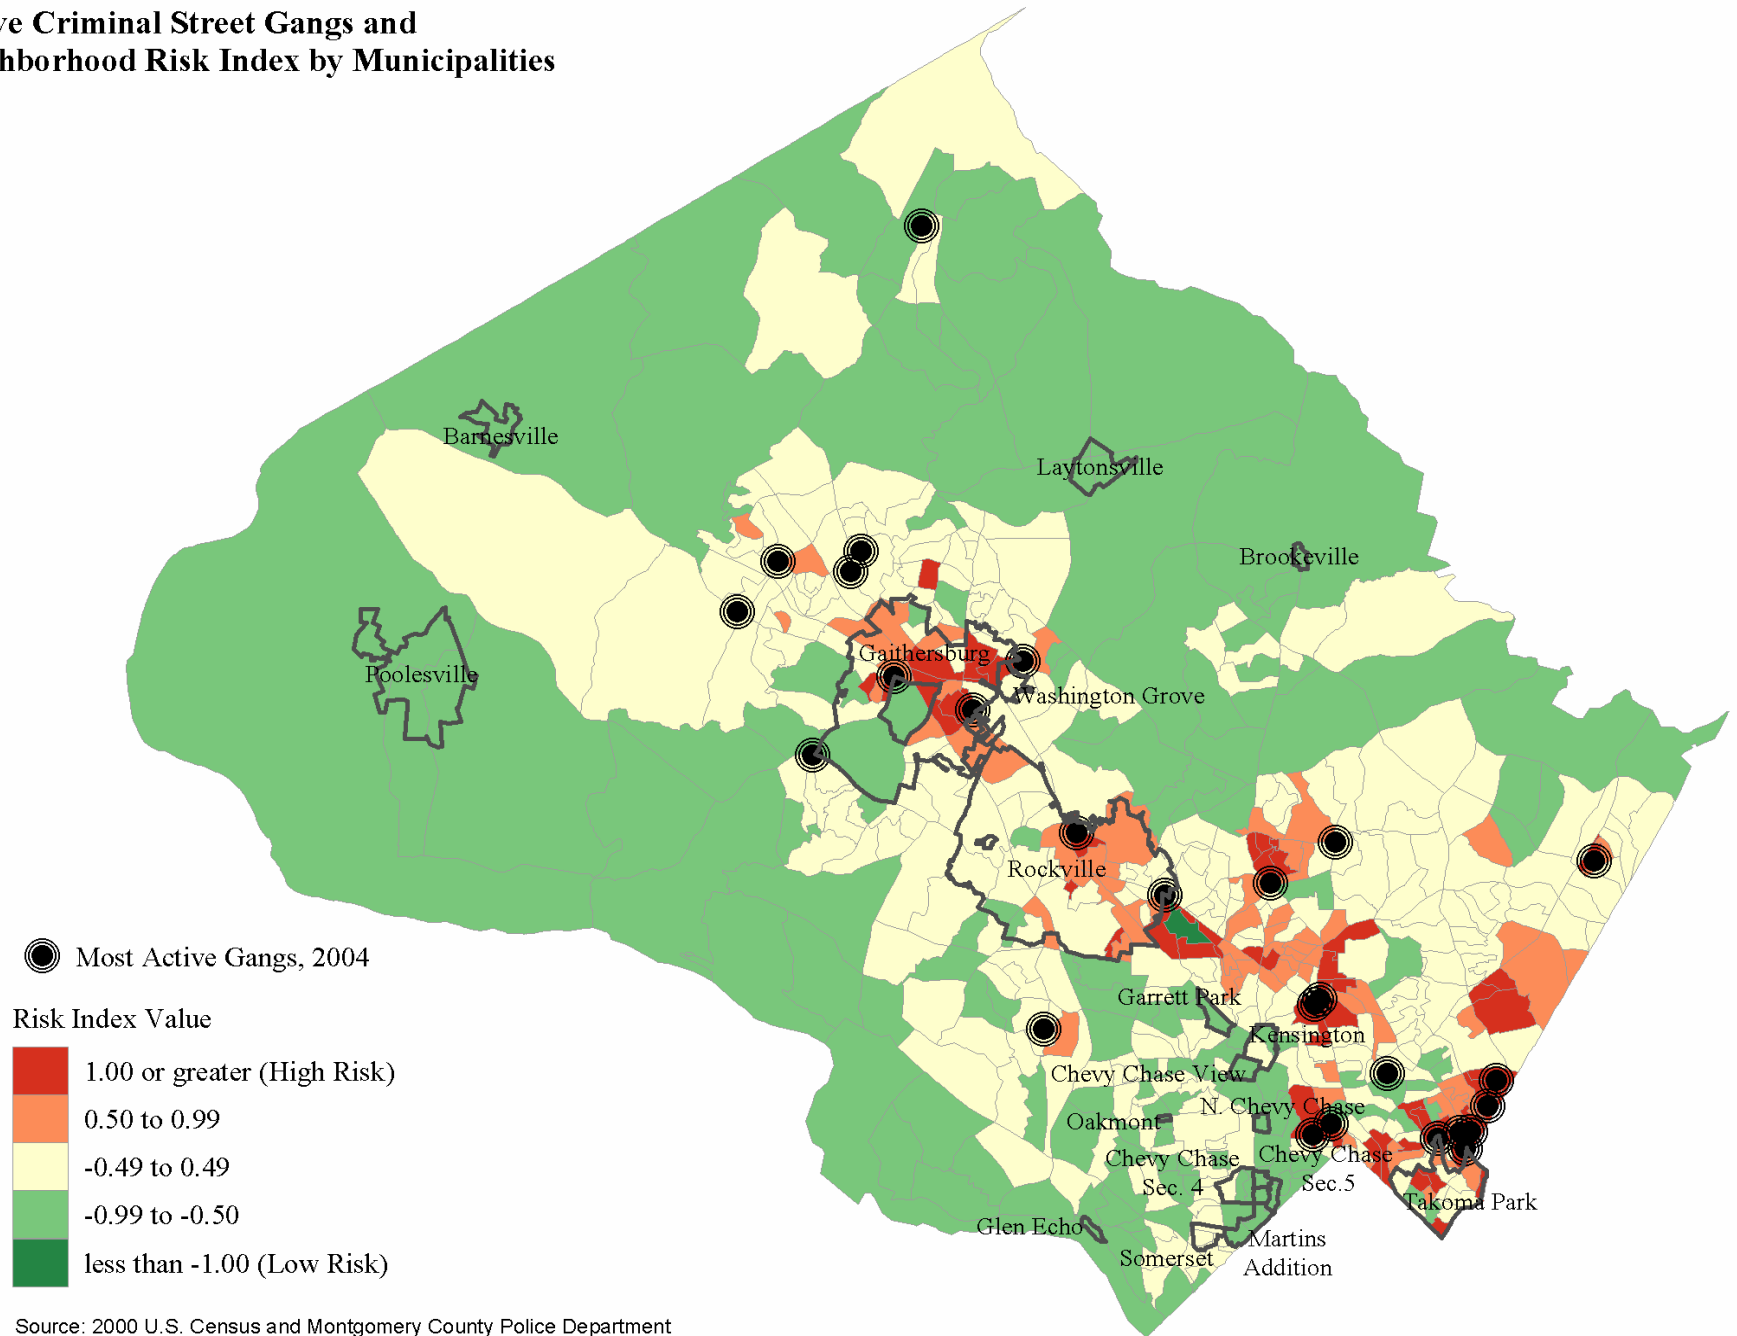 Criminal Street Gangs and
Risk Index by Municipalities
Barnesville
Laytonsville
Brookeville
Gaithersburg
Poolesville
Washington Grove
Rockville
Most Active Gangs, 2004
Garrett Park
Risk Index Value
Kensington
1.00 or greater (High Risk)
Chevy Chase View
0.50 to 0.99
N. Chevy Chase
Oakmont
-0.49 to 0.49
Chevy Chase
Sec. 4
Chevy Chase
Sec.5
Takoma Park
-0.99 to -0.50
Glen Echo
Martins
Addition
Somerset
less than -1.00 (Low Risk)
Source: 2000 U.S. Census and Montgomery County Police Department